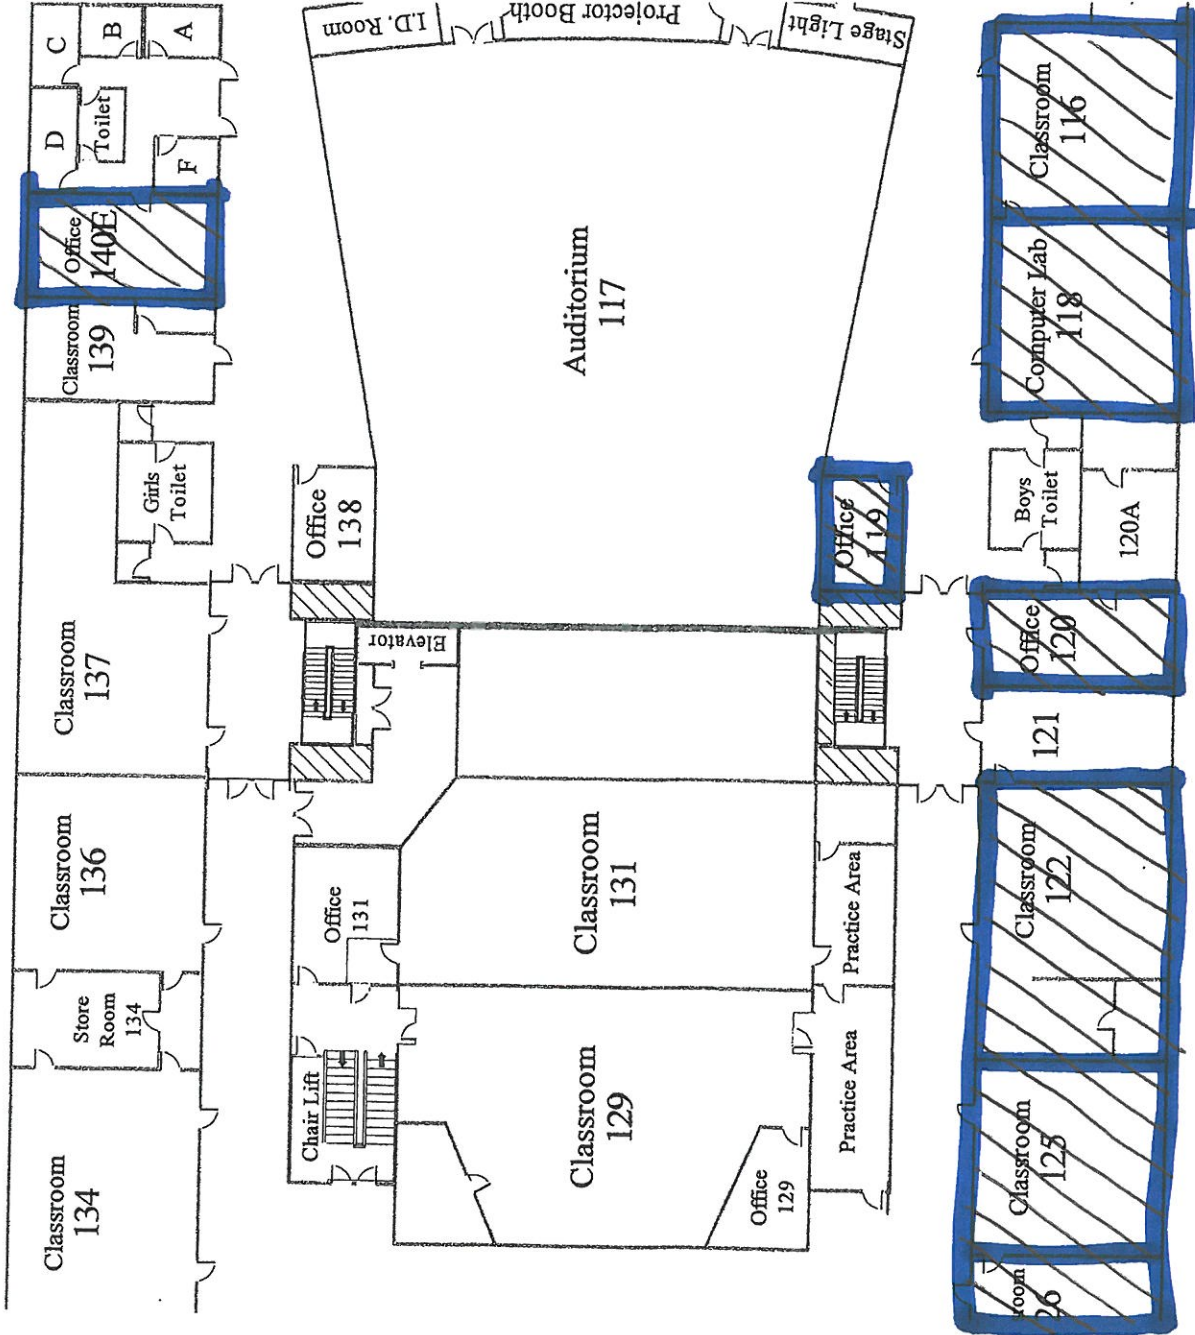 C
B
A
D
Toilet
F
Office
140E
Classroom
139
Girls
Toilet
Classroom
137
Classroom
136
Store
Room
134
Classroom
134
I.D. Room
Projector Booth
Stage Light
Auditorium
117
Office
138
Office
119
Elevator
Office
131
Classroom
131
Practice Area
Chair Lift
Classroom
129
Practice Area
Office
129
Classroom
116
Computer Lab
118
Boys
Toilet
120A
Office
120
121
Classroom
122
Classroom
125
room
26